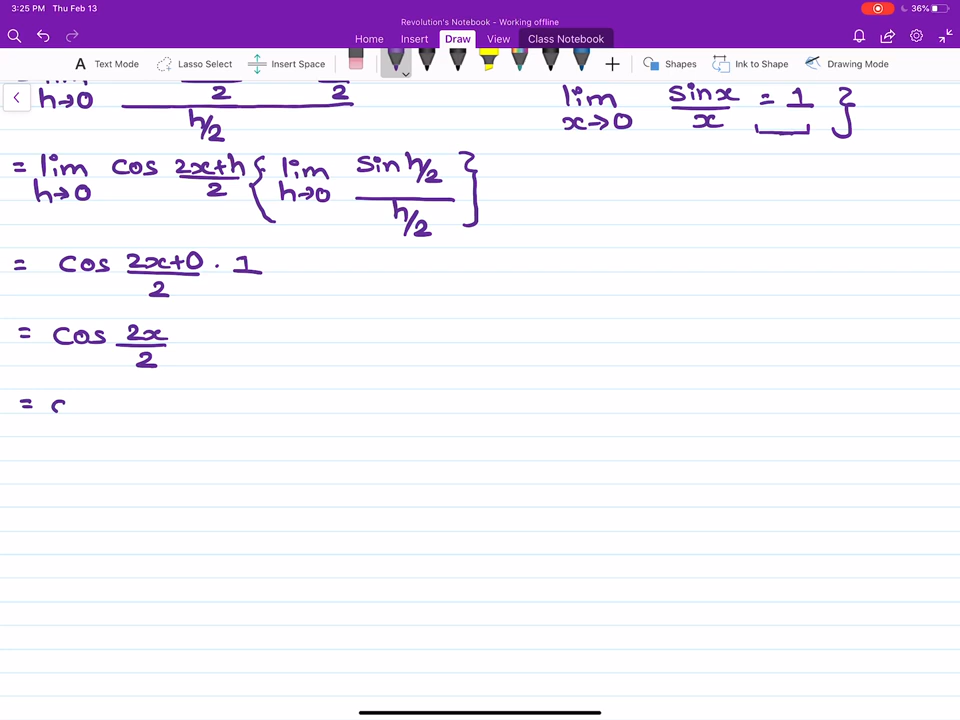 3:25 PM Thu Feb 13
36%
Revolution's Notebook - Working offline
Home Insert Draw View Class Notebook
A Text Mode Lasso Select Insert Space Shapes Ink to Shape Drawing Mode
h→0 2 2
h/2
lim x→0 sin x / x = 1 }
= lim h→0 cos (2x+h)/2 { lim h→0 (sin h/2)/(h/2) }
= cos (2x+0)/2 · 1
= cos 2x/2
= c